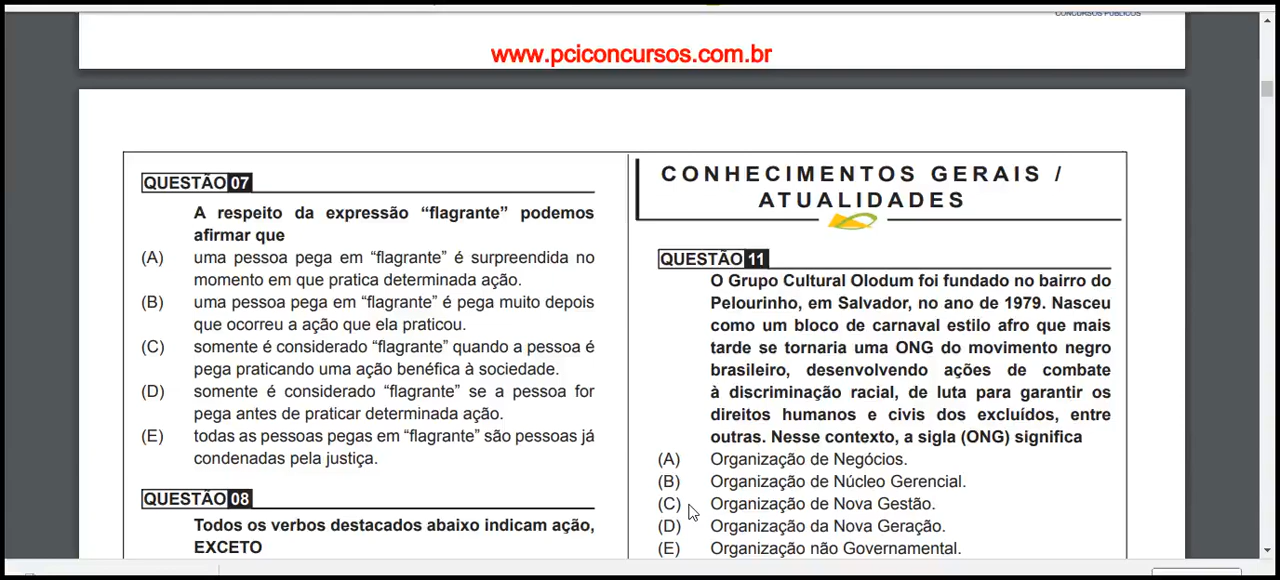 CONCURSOS PÚBLICOS
www.pciconcursos.com.br
QUESTÃO 07
A respeito da expressão “flagrante” podemos
afirmar que
(A) uma pessoa pega em “flagrante” é surpreendida no
momento em que pratica determinada ação.
(B) uma pessoa pega em “flagrante” é pega muito depois
que ocorreu a ação que ela praticou.
(C) somente é considerado “flagrante” quando a pessoa é
pega praticando uma ação benéfica à sociedade.
(D) somente é considerado “flagrante” se a pessoa for
pega antes de praticar determinada ação.
(E) todas as pessoas pegas em “flagrante” são pessoas já
condenadas pela justiça.
QUESTÃO 08
Todos os verbos destacados abaixo indicam ação,
EXCETO
CONHECIMENTOS GERAIS /
ATUALIDADES
QUESTÃO 11
O Grupo Cultural Olodum foi fundado no bairro do
Pelourinho, em Salvador, no ano de 1979. Nasceu
como um bloco de carnaval estilo afro que mais
tarde se tornaria uma ONG do movimento negro
brasileiro, desenvolvendo ações de combate
à discriminação racial, de luta para garantir os
direitos humanos e civis dos excluídos, entre
outras. Nesse contexto, a sigla (ONG) significa
(A) Organização de Negócios.
(B) Organização de Núcleo Gerencial.
(C) Organização de Nova Gestão.
(D) Organização da Nova Geração.
(E) Organização não Governamental.